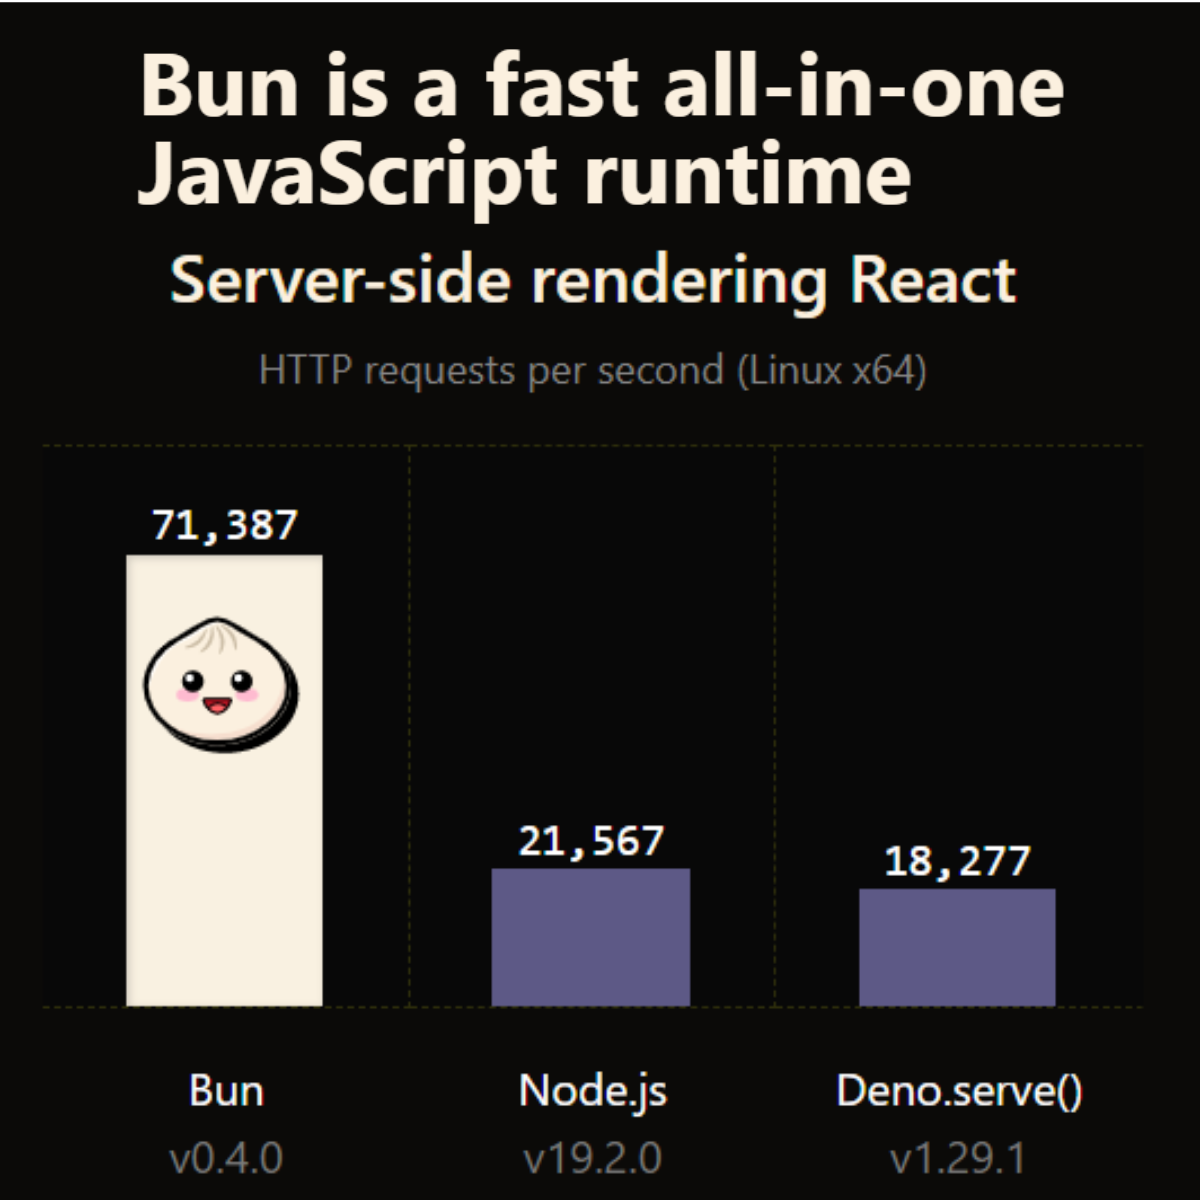 Bun is a fast all-in-one
JavaScript runtime
Server-side rendering React
HTTP requests per second (Linux x64)
71,387
21,567
18,277
Bun
Node.js
Deno.serve()
v0.4.0
v19.2.0
v1.29.1